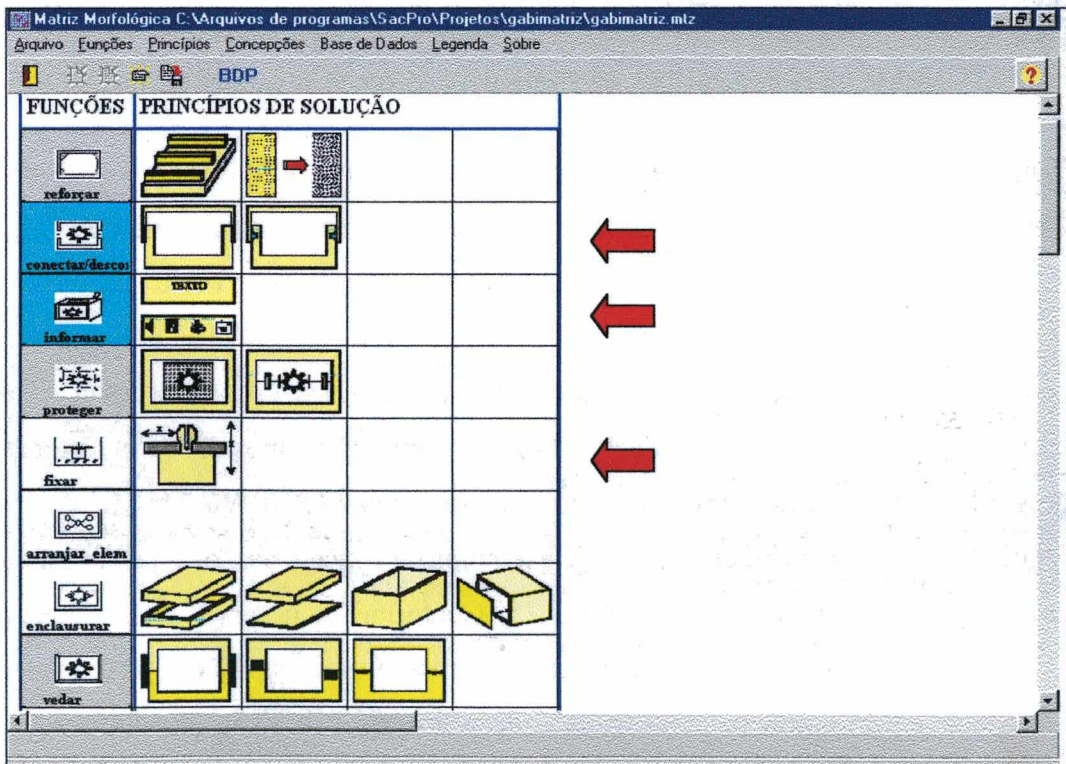 Matriz Morfológica C:\Arquivos de programas\SacPro\Projetos\gabimatriz\gabimatriz.mtz
Arquivo Funções Princípios Concepções Base de Dados Legenda Sobre
BDP
?
FUNÇÕES PRINCÍPIOS DE SOLUÇÃO
reforçar
conectar/desco
TEXTO
informar
proteger
x
z
fixar
arranjar_elem
enclausurar
vedar